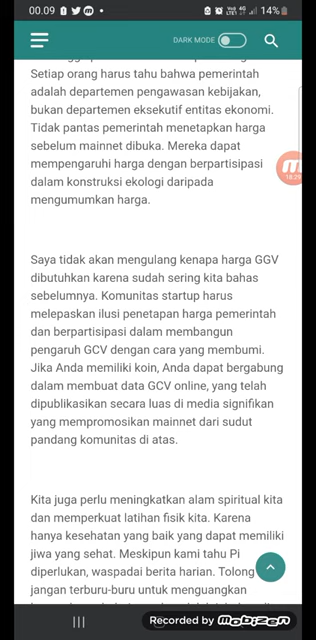 00.09
14%
DARK MODE
Setiap orang harus tahu bahwa pemerintah
adalah departemen pengawasan kebijakan,
bukan departemen eksekutif entitas ekonomi.
Tidak pantas pemerintah menetapkan harga
sebelum mainnet dibuka. Mereka dapat
mempengaruhi harga dengan berpartisipasi
dalam konstruksi ekologi daripada
mengumumkan harga.
18:29
Saya tidak akan mengulang kenapa harga GGV
dibutuhkan karena sudah sering kita bahas
sebelumnya. Komunitas startup harus
melepaskan ilusi penetapan harga pemerintah
dan berpartisipasi dalam membangun
pengaruh GCV dengan cara yang membumi.
Jika Anda memiliki koin, Anda dapat bergabung
dalam membuat data GCV online, yang telah
dipublikasikan secara luas di media signifikan
yang mempromosikan mainnet dari sudut
pandang komunitas di atas.
Kita juga perlu meningkatkan alam spiritual kita
dan memperkuat latihan fisik kita. Karena
hanya kesehatan yang baik yang dapat memiliki
jiwa yang sehat. Meskipun kami tahu Pi
diperlukan, waspadai berita harian. Tolong
jangan terburu-buru untuk menguangkan
Recorded by mobizen